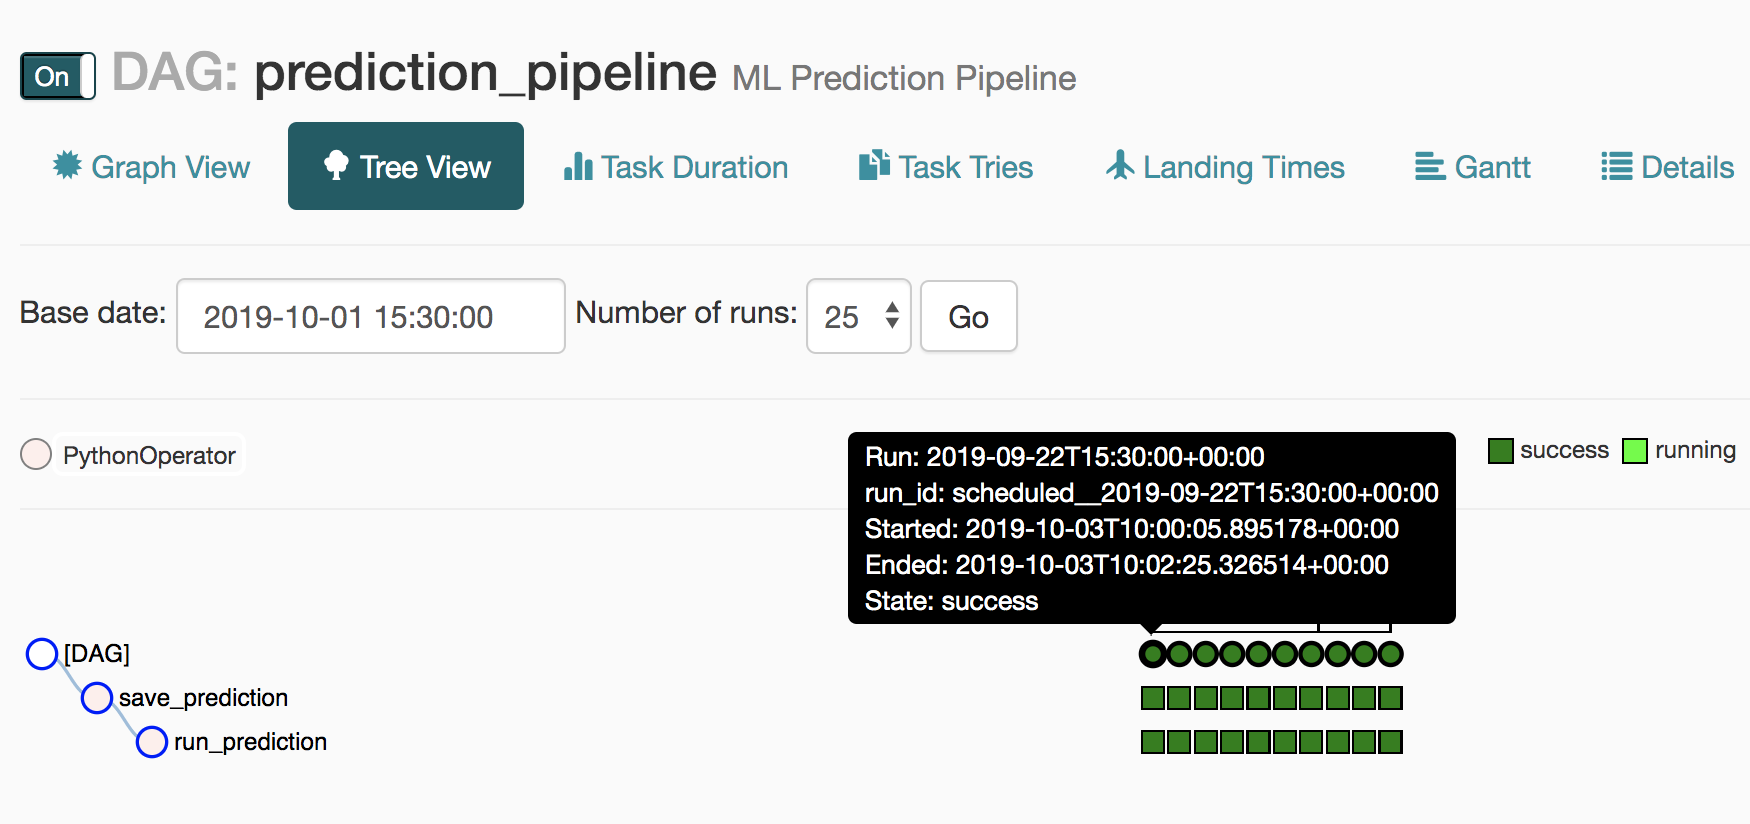 On DAG: prediction_pipeline ML Prediction Pipeline
Graph View Tree View Task Duration Task Tries Landing Times Gantt Details
Base date: 2019-10-01 15:30:00 Number of runs: 25 Go
PythonOperator
success running
Run: 2019-09-22T15:30:00+00:00
run_id: scheduled__2019-09-22T15:30:00+00:00
Started: 2019-10-03T10:00:05.895178+00:00
Ended: 2019-10-03T10:02:25.326514+00:00
State: success
[DAG]
save_prediction
run_prediction